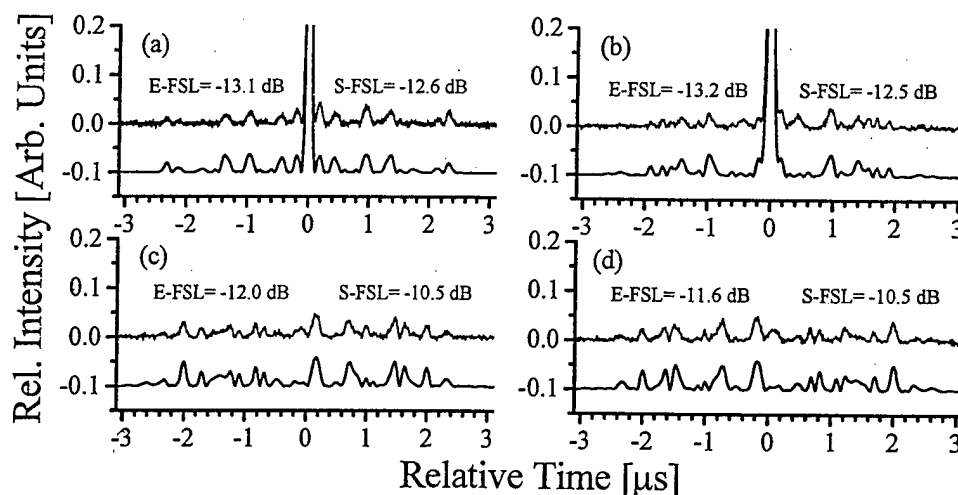 Rel. Intensity [Arb. Units]
0.2
0.1
0.0
-0.1
(a)
E-FSL= -13.1 dB
S-FSL= -12.6 dB
-3 -2 -1 0 1 2 3
0.2
0.1
0.0
-0.1
(b)
E-FSL= -13.2 dB
S-FSL= -12.5 dB
-3 -2 -1 0 1 2 3
0.2
0.1
0.0
-0.1
(c)
E-FSL= -12.0 dB
S-FSL= -10.5 dB
-3 -2 -1 0 1 2 3
0.2
0.1
0.0
-0.1
(d)
E-FSL= -11.6 dB
S-FSL= -10.5 dB
-3 -2 -1 0 1 2 3
Relative Time [μs]